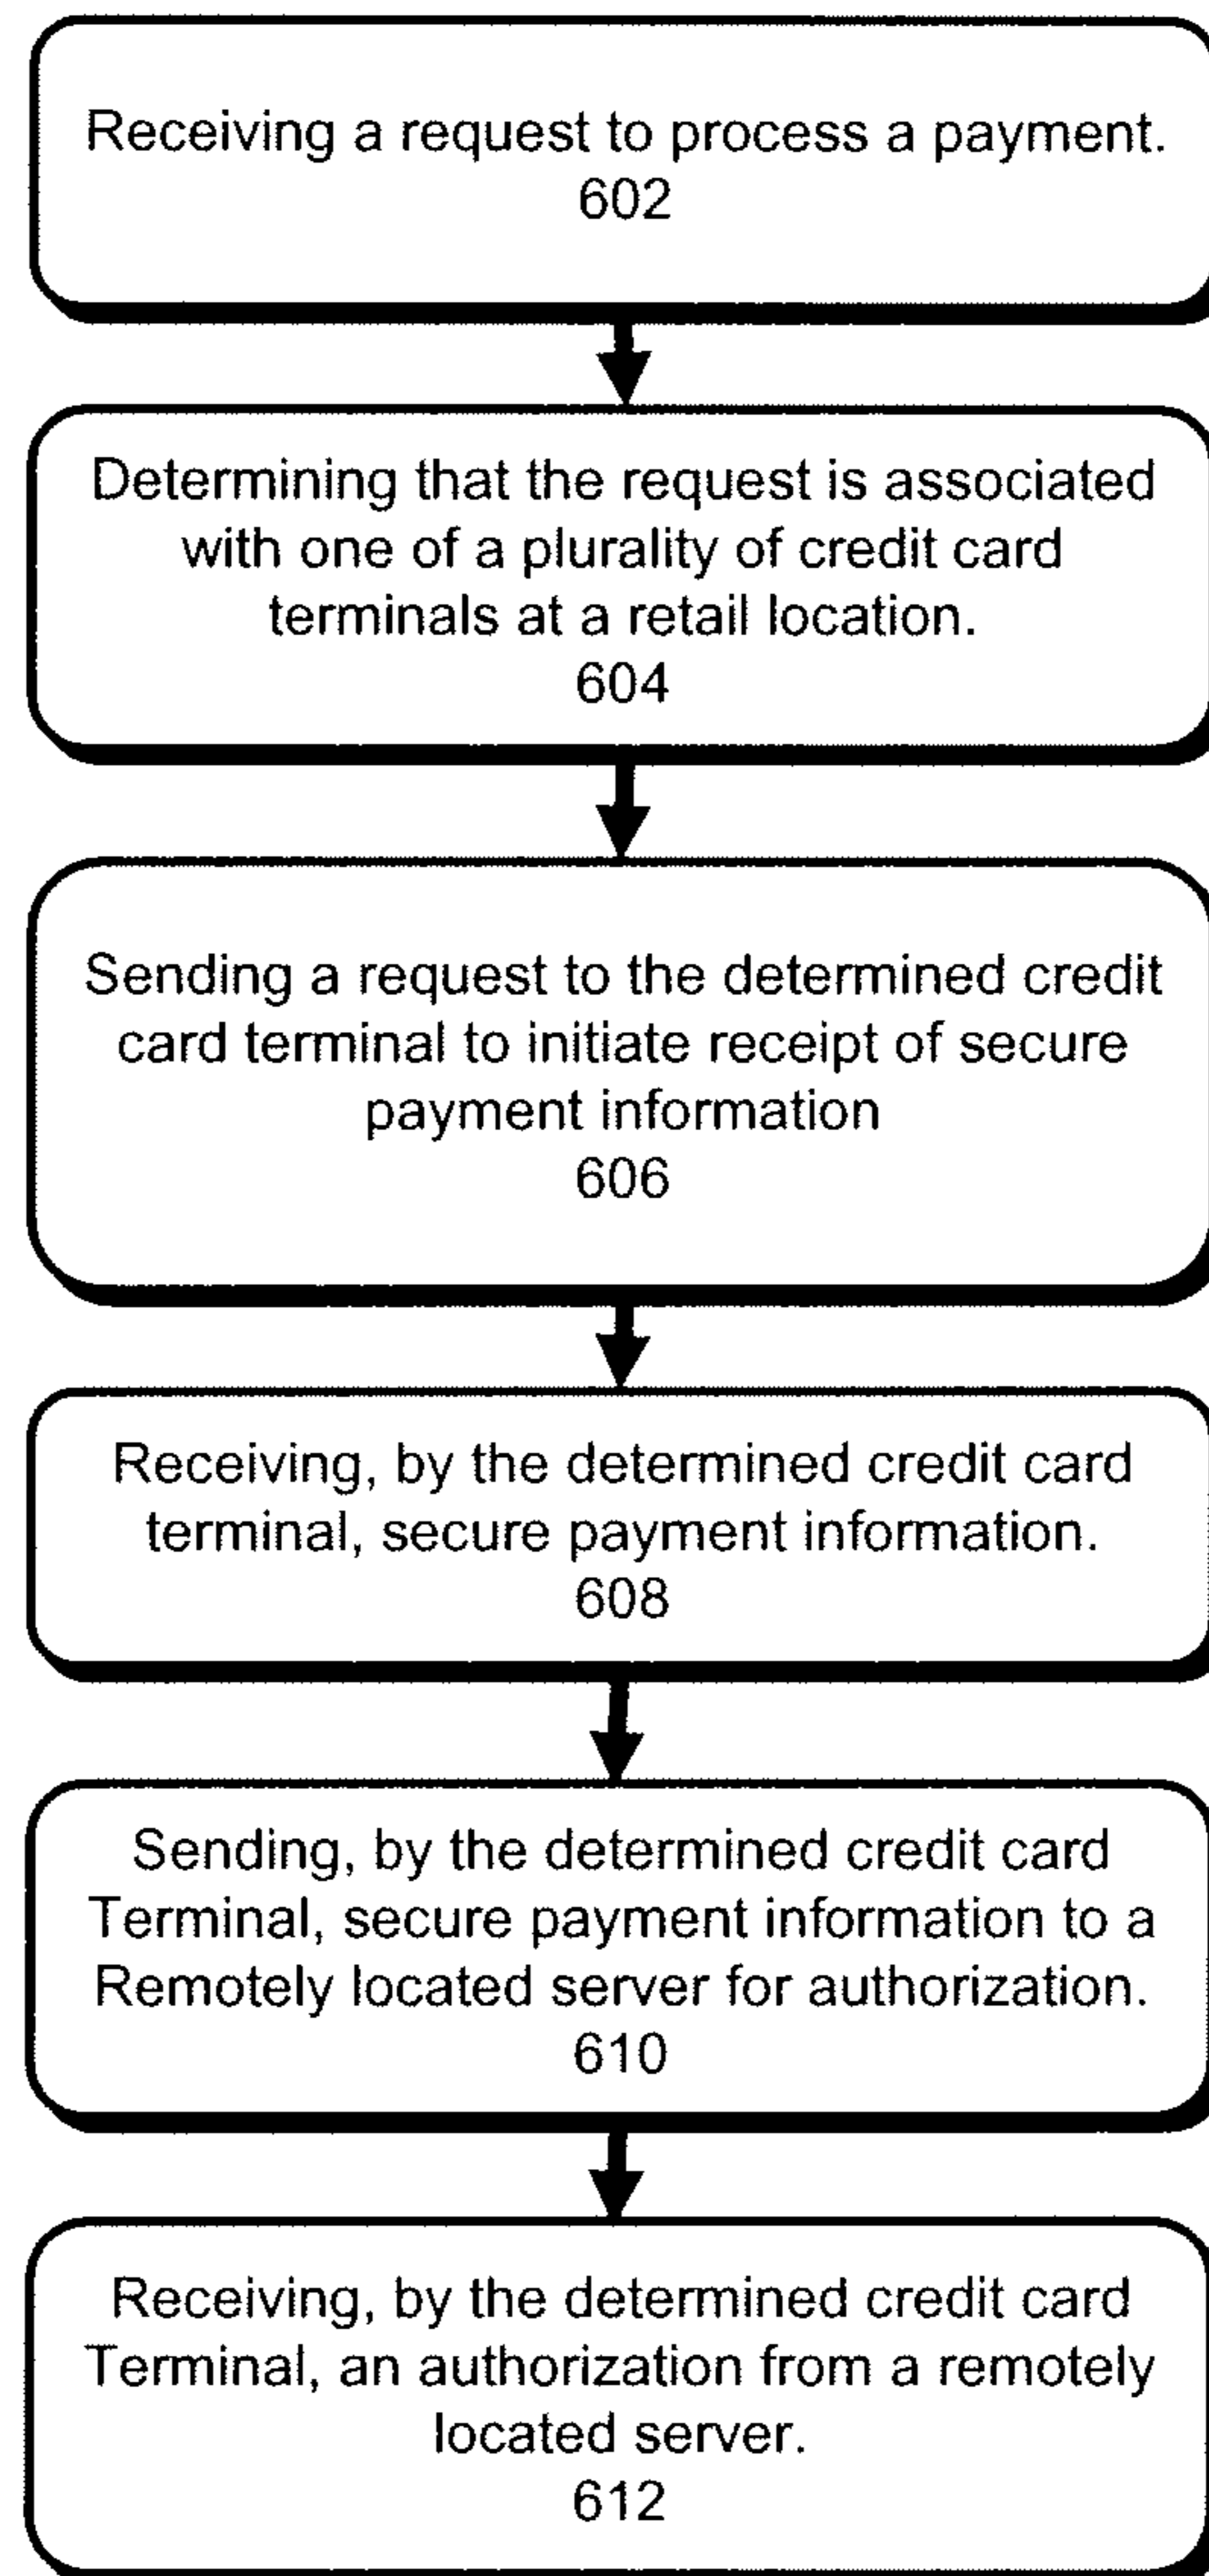 Receiving a request to process a payment.
602
Determining that the request is associated
with one of a plurality of credit card
terminals at a retail location.
604
Sending a request to the determined credit
card terminal to initiate receipt of secure
payment information
606
Receiving, by the determined credit card
terminal, secure payment information.
608
Sending, by the determined credit card
Terminal, secure payment information to a
Remotely located server for authorization.
610
Receiving, by the determined credit card
Terminal, an authorization from a remotely
located server.
612